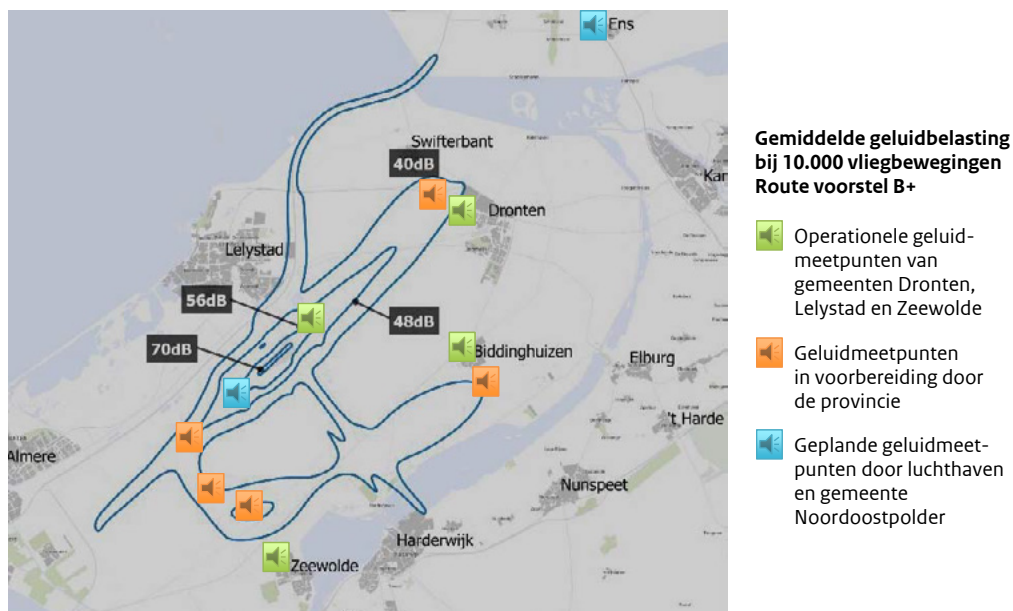 Ens
Swifterbant
40dB
Kam
Dronten
Lelystad
56dB
48dB
70dB
Biddinghuizen
Elburg
't Harde
Almere
Nunspeet
Harderwijk
Zeewolde
Gemiddelde geluidbelasting
bij 10.000 vliegbewegingen
Route voorstel B+
Operationele geluid-
meetpunten van
gemeenten Dronten,
Lelystad en Zeewolde
Geluidmeetpunten
in voorbereiding door
de provincie
Geplande geluidmeet-
punten door luchthaven
en gemeente
Noordoostpolder